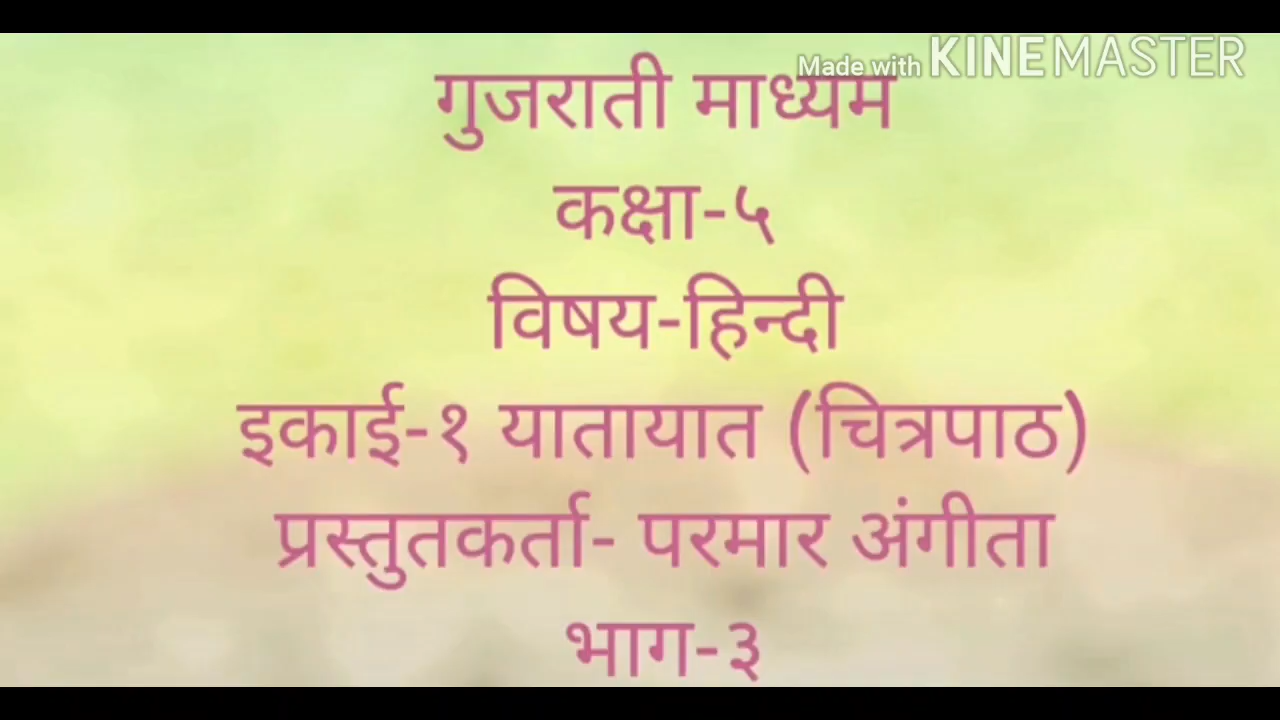 Made with KINEMASTER
गुजराती माध्यम
कक्षा-५
विषय-हिन्दी
इकाई-१ यातायात (चित्रपाठ)
प्रस्तुतकर्ता- परमार अंगीता
भाग-३